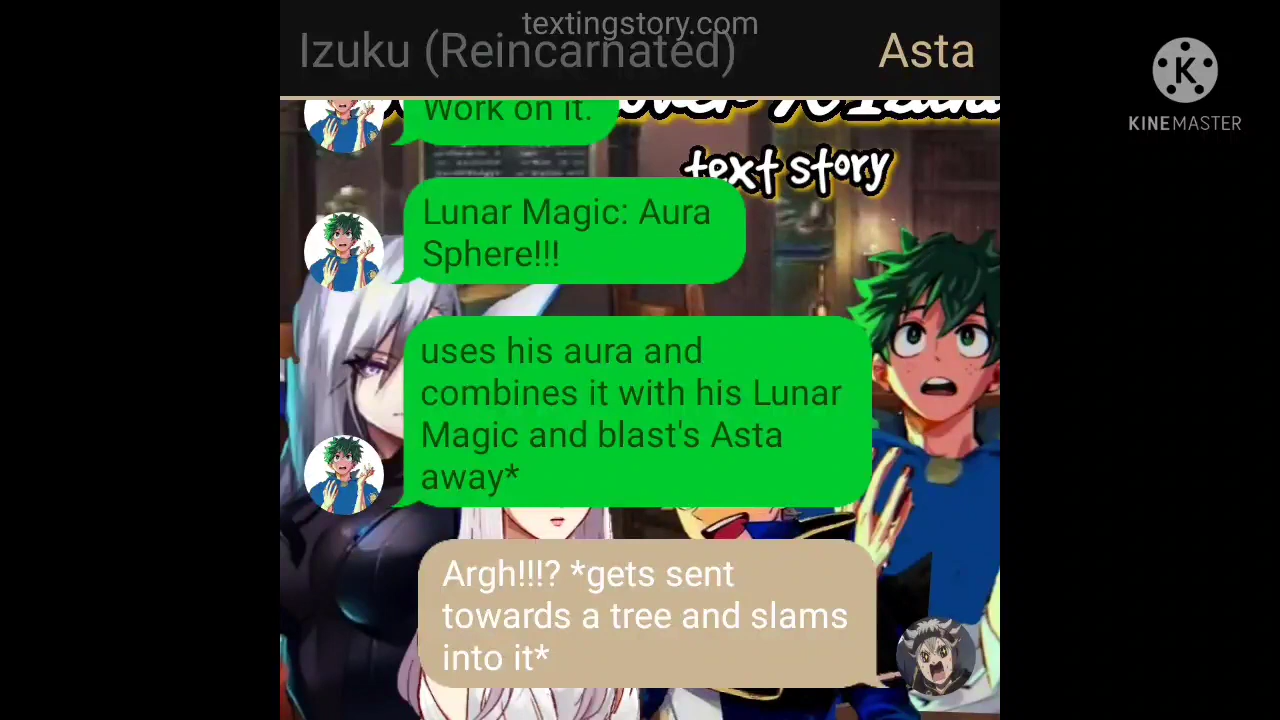 textingstory.com
Izuku (Reincarnated)
Asta
Work on it.
text story
Lunar Magic: Aura
Sphere!!!
uses his aura and
combines it with his Lunar
Magic and blast's Asta
away*
Argh!!!? *gets sent
towards a tree and slams
into it*
K
KINEMASTER